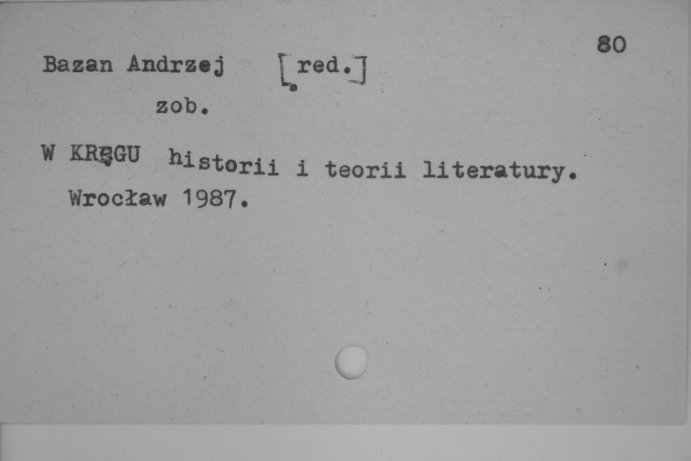 80
Bazan Andrzej [red.]
zob.
W KRĘGU historii i teorii literatury.
Wrocław 1987.